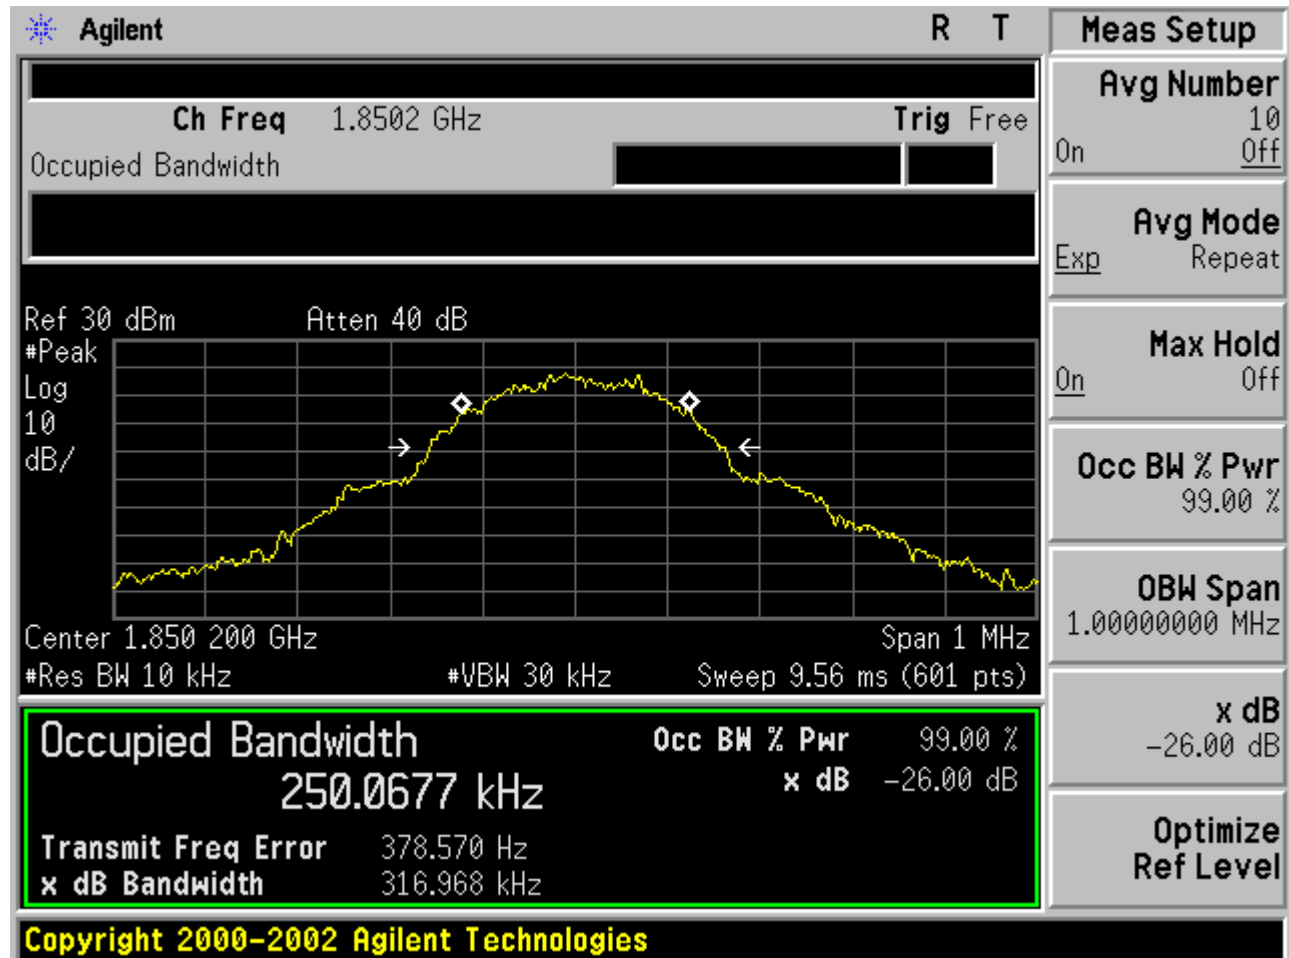 Agilent R T
Meas Setup
Ch Freq 1.8502 GHz Trig Free
Occupied Bandwidth
Ref 30 dBm Atten 40 dB
#Peak
Log
10
dB/
Center 1.850 200 GHz Span 1 MHz
#Res BW 10 kHz #VBW 30 kHz Sweep 9.56 ms (601 pts)
Occupied Bandwidth
250.0677 kHz
Occ BW % Pwr 99.00 %
x dB -26.00 dB
Transmit Freq Error 378.570 Hz
x dB Bandwidth 316.968 kHz
Avg Number
10
On Off
Avg Mode
Exp Repeat
Max Hold
On Off
Occ BW % Pwr
99.00 %
OBW Span
1.00000000 MHz
x dB
-26.00 dB
Optimize
Ref Level
Copyright 2000-2002 Agilent Technologies